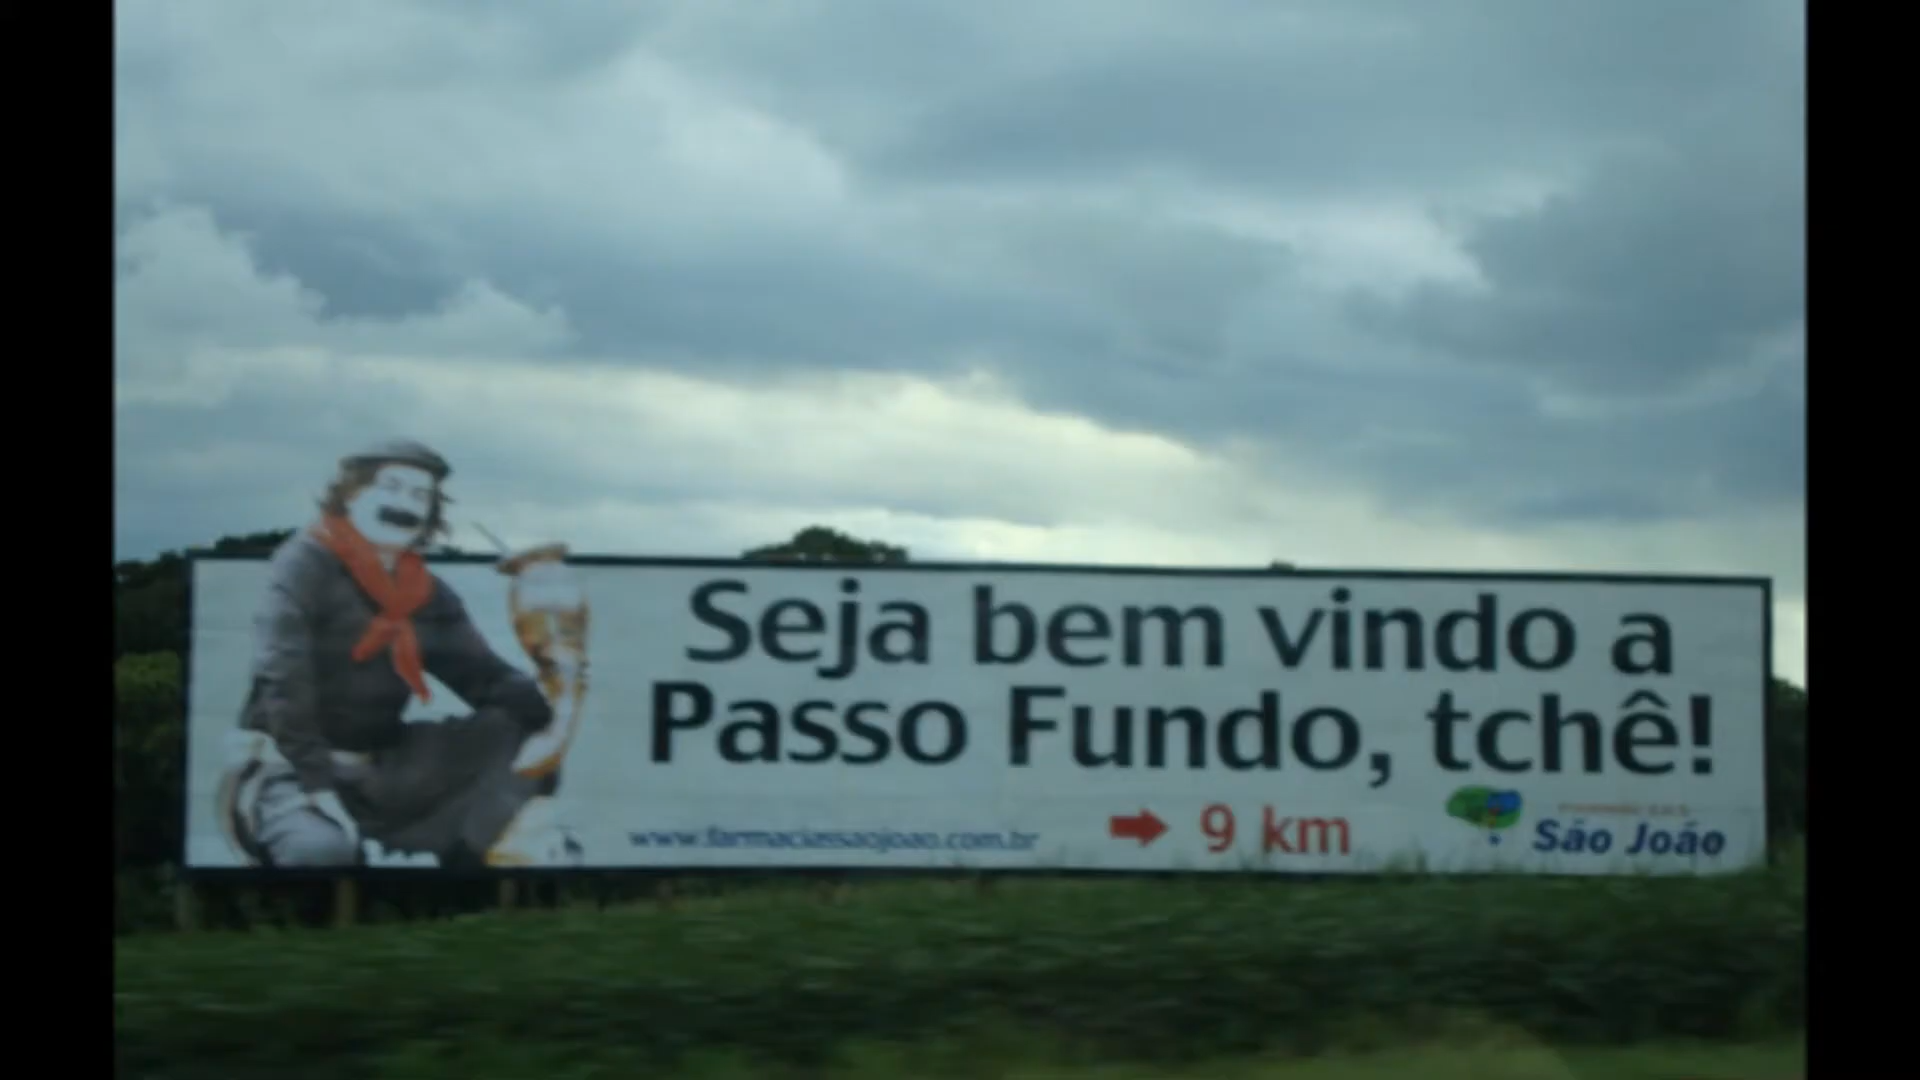 Seja bem vindo a
Passo Fundo, tchê!
www.farmaciassaojoao.com.br
9 km
São João